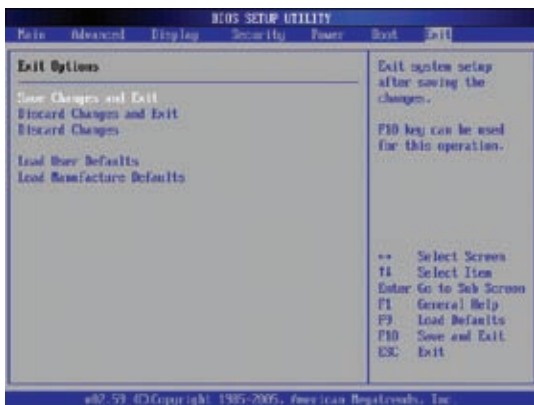 BIOS SETUP UTILITY
Main Advanced Display Security Power Boot Exit
Exit Options
Save Changes and Exit
Discard Changes and Exit
Discard Changes
Load User Defaults
Load Manufacture Defaults
Exit system setup
after saving the
changes.
F10 key can be used
for this operation.
↔ Select Screen
↑↓ Select Item
Enter Go to Sub Screen
F1 General Help
F9 Load Defaults
F10 Save and Exit
ESC Exit
v02.59 (C)Copyright 1985-2005, American Megatrends, Inc.